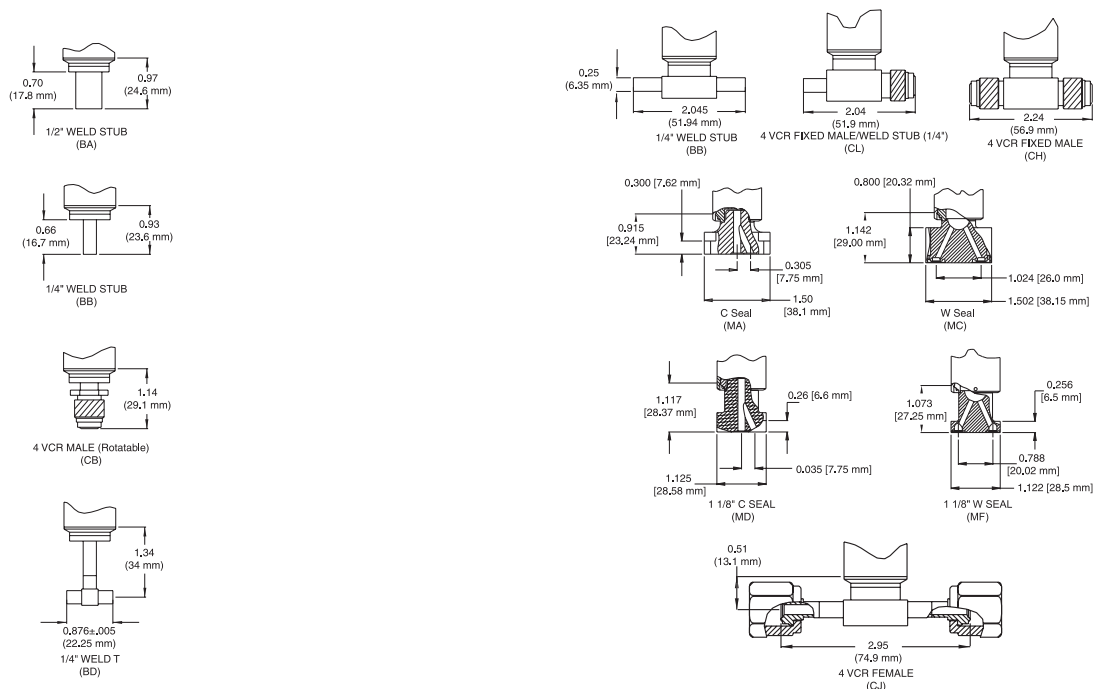 0.70
(17.8 mm)
0.97
(24.6 mm)
1/2" WELD STUB
(BA)
0.66
(16.7 mm)
0.93
(23.6 mm)
1/4" WELD STUB
(BB)
1.14
(29.1 mm)
4 VCR MALE (Rotatable)
(CB)
1.34
(34 mm)
0.876±.005
(22.25 mm)
1/4" WELD T
(BD)
0.25
(6.35 mm)
2.045
(51.94 mm)
1/4" WELD STUB
(BB)
2.04
(51.9 mm)
4 VCR FIXED MALE/WELD STUB (1/4")
(CL)
2.24
(56.9 mm)
4 VCR FIXED MALE
(CH)
0.300 [7.62 mm]
0.915
[23.24 mm]
0.305
[7.75 mm]
1.50
[38.1 mm]
C Seal
(MA)
0.800 [20.32 mm]
1.142
[29.00 mm]
1.024 [26.0 mm]
1.502 [38.15 mm]
W Seal
(MC)
1.117
[28.37 mm]
0.26 [6.6 mm]
0.035 [7.75 mm]
1.125
[28.58 mm]
1 1/8" C SEAL
(MD)
1.073
[27.25 mm]
0.256
[6.5 mm]
0.788
[20.02 mm]
1.122 [28.5 mm]
1 1/8" W SEAL
(MF)
0.51
(13.1 mm)
2.95
(74.9 mm)
4 VCR FEMALE
(CJ)